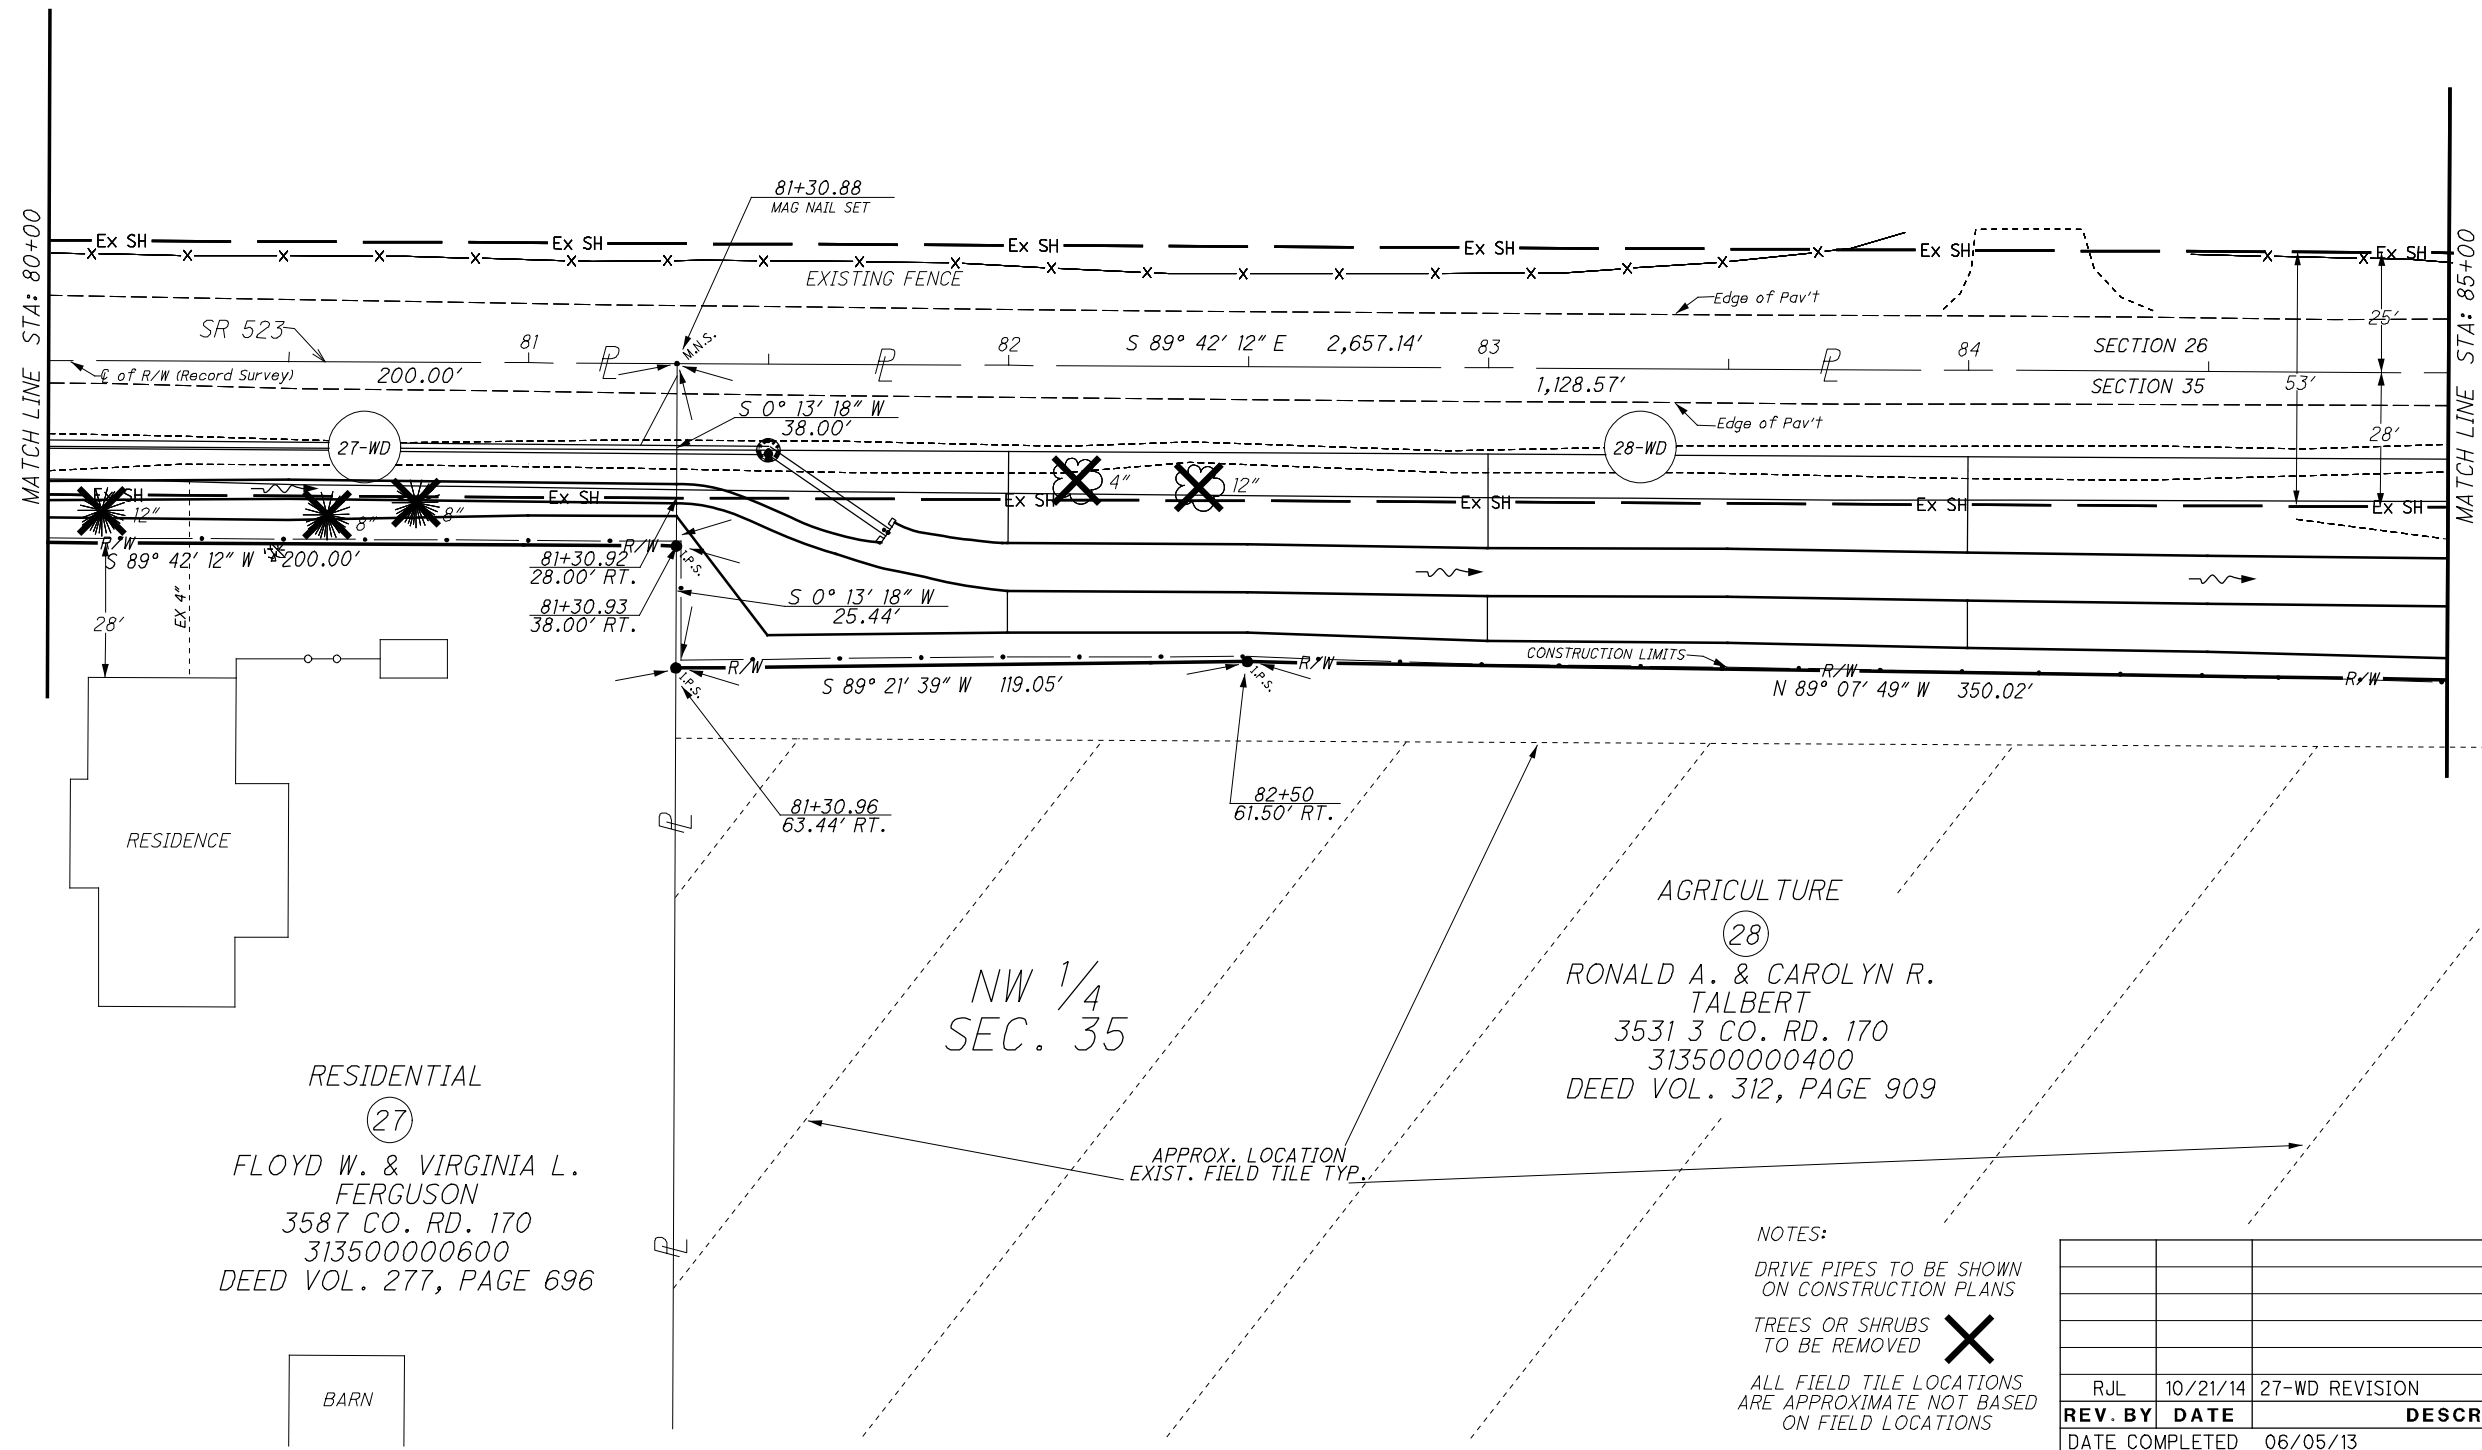 81+30.88
MAG NAIL SET
MATCH LINE STA: 80+00
MATCH LINE STA: 85+00
Ex SH
Ex SH
Ex SH
Ex SH
Ex SH
Ex SH
EXISTING FENCE
Edge of Pav't
25'
SR 523
81
M.N.S.
82
S 89° 42' 12" E 2,657.14'
83
84
SECTION 26
℄ of R/W (Record Survey)
200.00'
1,128.57'
SECTION 35
53'
S 0° 13' 18" W
38.00'
Edge of Pav't
28'
27-WD
28-WD
4"
12"
Ex SH
Ex SH
Ex SH
Ex SH
Ex SH
Ex SH
12"
8"
8"
R/W
R/W
S 89° 42' 12" W 200.00'
I.P.S.
81+30.92
28.00' RT.
81+30.93
38.00' RT.
EX 4"
28'
S 0° 13' 18" W
25.44'
R/W
R/W
CONSTRUCTION LIMITS
R/W
R/W
I.P.S.
I.P.S.
S 89° 21' 39" W 119.05'
N 89° 07' 49" W 350.02'
81+30.96
63.44' RT.
82+50
61.50' RT.
RESIDENCE
AGRICULTURE
28
RONALD A. & CAROLYN R.
TALBERT
3531 3 CO. RD. 170
313500000400
DEED VOL. 312, PAGE 909
NW 1/4
SEC. 35
RESIDENTIAL
27
FLOYD W. & VIRGINIA L.
FERGUSON
3587 CO. RD. 170
313500000600
DEED VOL. 277, PAGE 696
APPROX. LOCATION
EXIST. FIELD TILE TYP.
BARN
NOTES:
DRIVE PIPES TO BE SHOWN
ON CONSTRUCTION PLANS
TREES OR SHRUBS
TO BE REMOVED
ALL FIELD TILE LOCATIONS
ARE APPROXIMATE NOT BASED
ON FIELD LOCATIONS
RJL 10/21/14 27-WD REVISION
REV. BY DATE DESCR
DATE COMPLETED 06/05/13